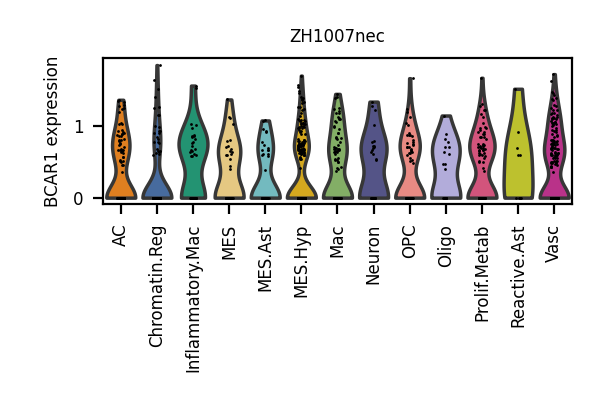 ZH1007nec
BCAR1 expression
1
0
AC
Chromatin.Reg
Inflammatory.Mac
MES
MES.Ast
MES.Hyp
Mac
Neuron
OPC
Oligo
Prolif.Metab
Reactive.Ast
Vasc